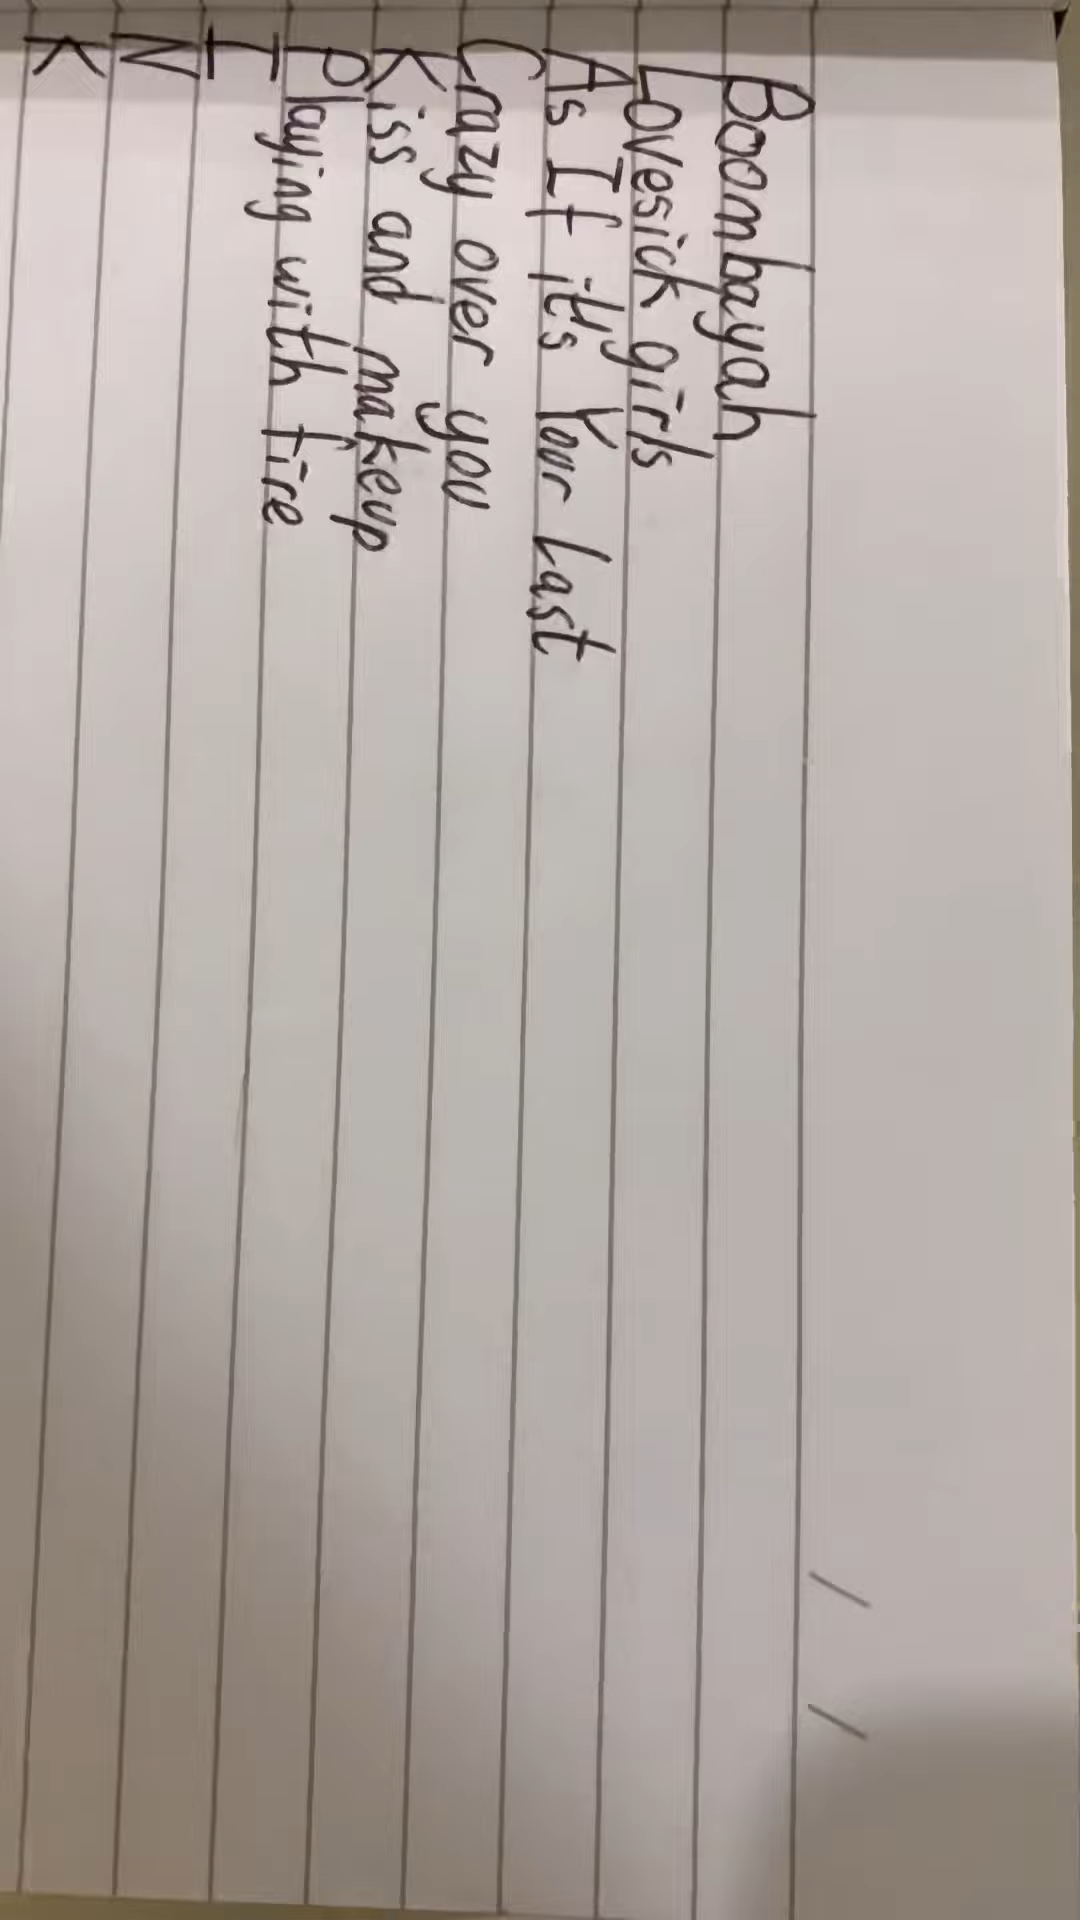 Boombayah
Lovesick girls
As If it's Your Last
Crazy over you
Kiss and makeup
Playing with fire
I
N
K